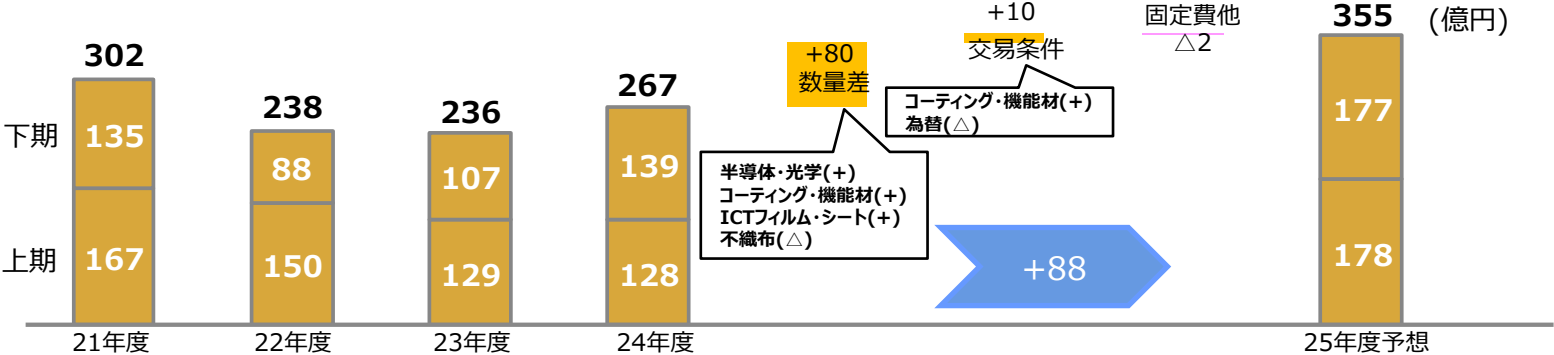 302
下期
135
上期
167
21年度
238
88
150
22年度
236
107
129
23年度
267
139
128
24年度
+80
数量差
半導体・光学(+)
コーティング・機能材(+)
ICTフィルム・シート(+)
不織布(△)
+10
交易条件
コーティング・機能材(+)
為替(△)
固定費他
△2
+88
355
(億円)
177
178
25年度予想